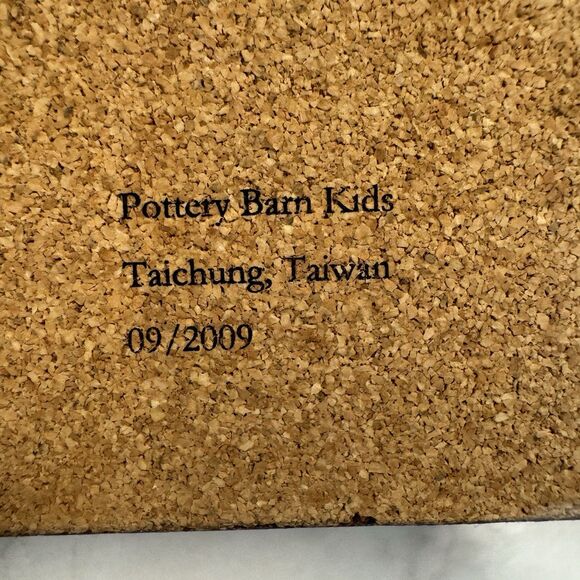 Pottery Barn Kids
Taichung, Taiwan
09/2009